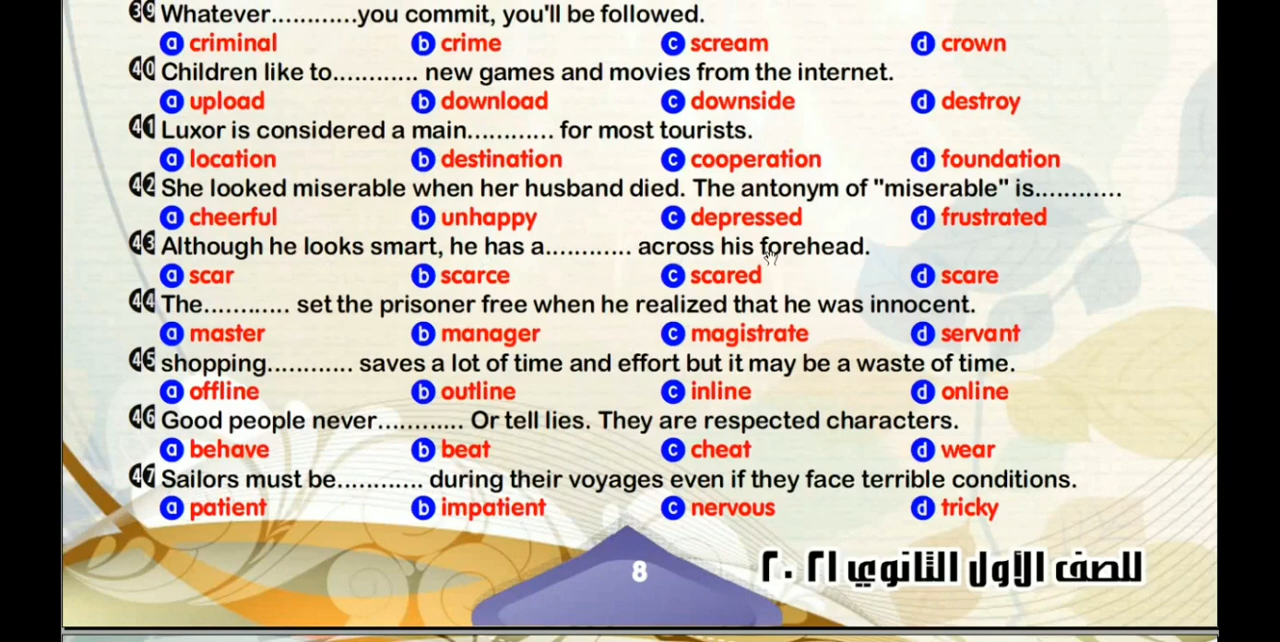 39 Whatever............you commit, you'll be followed.
a criminal b crime c scream d crown
40 Children like to............ new games and movies from the internet.
a upload b download c downside d destroy
41 Luxor is considered a main............ for most tourists.
a location b destination c cooperation d foundation
42 She looked miserable when her husband died. The antonym of "miserable" is............
a cheerful b unhappy c depressed d frustrated
43 Although he looks smart, he has a............ across his forehead.
a scar b scarce c scared d scare
44 The............ set the prisoner free when he realized that he was innocent.
a master b manager c magistrate d servant
45 shopping............ saves a lot of time and effort but it may be a waste of time.
a offline b outline c inline d online
46 Good people never............ Or tell lies. They are respected characters.
a behave b beat c cheat d wear
47 Sailors must be............ during their voyages even if they face terrible conditions.
a patient b impatient c nervous d tricky
8
للصف الأول الثانوي ٢٠٢١